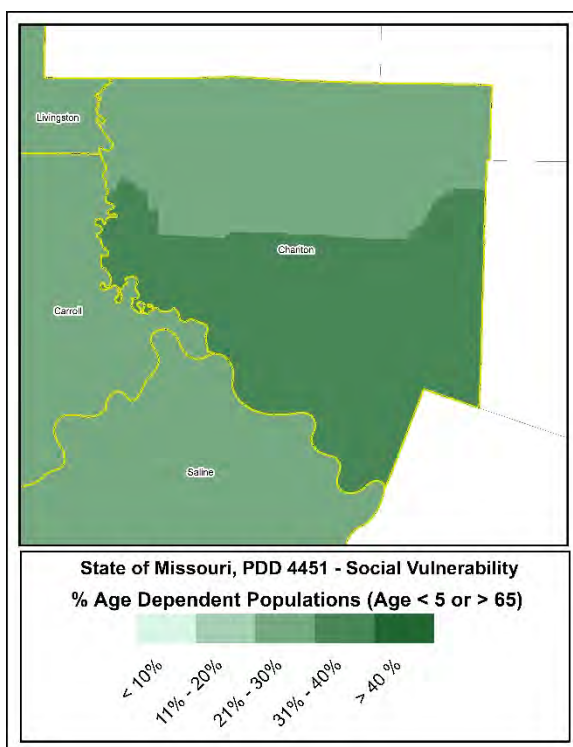 Livingston
Chariton
Carroll
Saline
State of Missouri, PDD 4451 - Social Vulnerability
% Age Dependent Populations (Age < 5 or > 65)
< 10%
11% - 20%
21% - 30%
31% - 40%
> 40 %